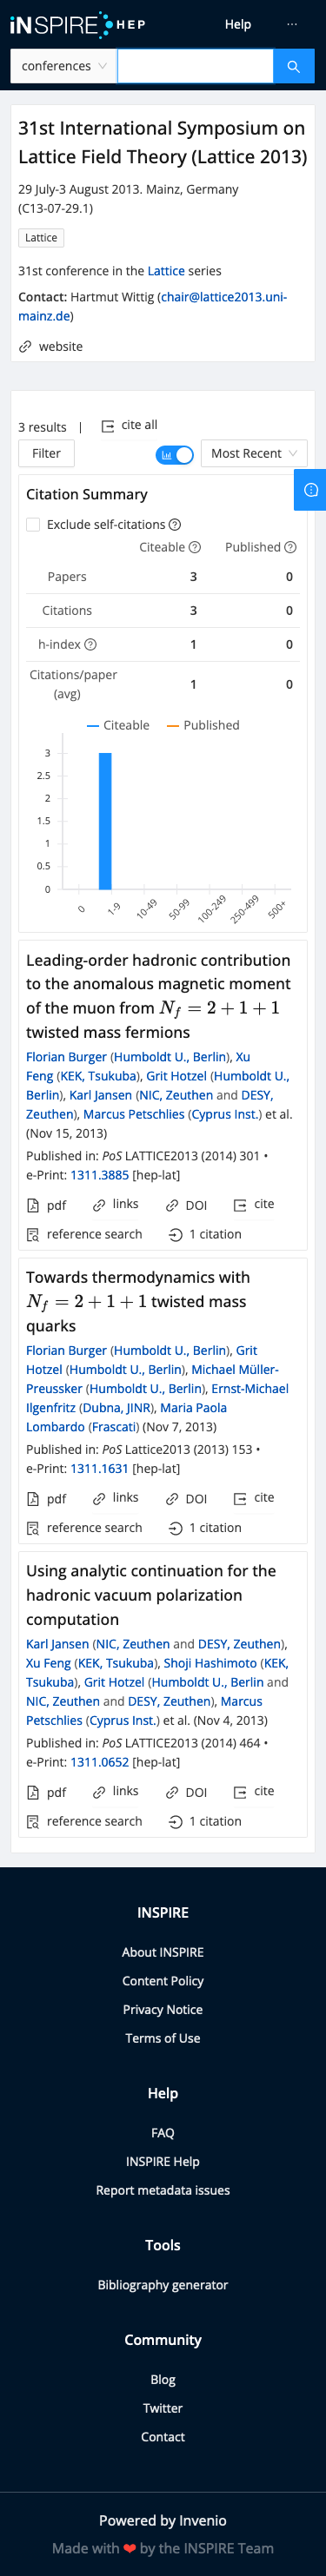 iNSPIRE HEP Help ···
conferences
31st International Symposium on
Lattice Field Theory (Lattice 2013)
29 July-3 August 2013. Mainz, Germany
(C13-07-29.1)
Lattice
31st conference in the Lattice series
Contact: Hartmut Wittig (chair@lattice2013.uni-
mainz.de)
website
3 results | cite all
Filter Most Recent
Citation Summary
Exclude self-citations
Citeable Published
Papers 3 0
Citations 3 0
h-index 1 0
Citations/paper
(avg) 1 0
Citeable Published
3
2.5
2
1.5
1
0.5
0
0 1-9 10-49 50-99 100-249 250-499 500+
Leading-order hadronic contribution
to the anomalous magnetic moment
of the muon from N_f = 2 + 1 + 1
twisted mass fermions
Florian Burger (Humboldt U., Berlin), Xu
Feng (KEK, Tsukuba), Grit Hotzel (Humboldt U.,
Berlin), Karl Jansen (NIC, Zeuthen and DESY,
Zeuthen), Marcus Petschlies (Cyprus Inst.) et al.
(Nov 15, 2013)
Published in: PoS LATTICE2013 (2014) 301 •
e-Print: 1311.3885 [hep-lat]
pdf links DOI cite
reference search 1 citation
Towards thermodynamics with
N_f = 2 + 1 + 1 twisted mass
quarks
Florian Burger (Humboldt U., Berlin), Grit
Hotzel (Humboldt U., Berlin), Michael Müller-
Preussker (Humboldt U., Berlin), Ernst-Michael
Ilgenfritz (Dubna, JINR), Maria Paola
Lombardo (Frascati) (Nov 7, 2013)
Published in: PoS Lattice2013 (2013) 153 •
e-Print: 1311.1631 [hep-lat]
pdf links DOI cite
reference search 1 citation
Using analytic continuation for the
hadronic vacuum polarization
computation
Karl Jansen (NIC, Zeuthen and DESY, Zeuthen),
Xu Feng (KEK, Tsukuba), Shoji Hashimoto (KEK,
Tsukuba), Grit Hotzel (Humboldt U., Berlin and
NIC, Zeuthen and DESY, Zeuthen), Marcus
Petschlies (Cyprus Inst.) et al. (Nov 4, 2013)
Published in: PoS LATTICE2013 (2014) 464 •
e-Print: 1311.0652 [hep-lat]
pdf links DOI cite
reference search 1 citation
INSPIRE
About INSPIRE
Content Policy
Privacy Notice
Terms of Use
Help
FAQ
INSPIRE Help
Report metadata issues
Tools
Bibliography generator
Community
Blog
Twitter
Contact
Powered by Invenio
Made with ❤ by the INSPIRE Team